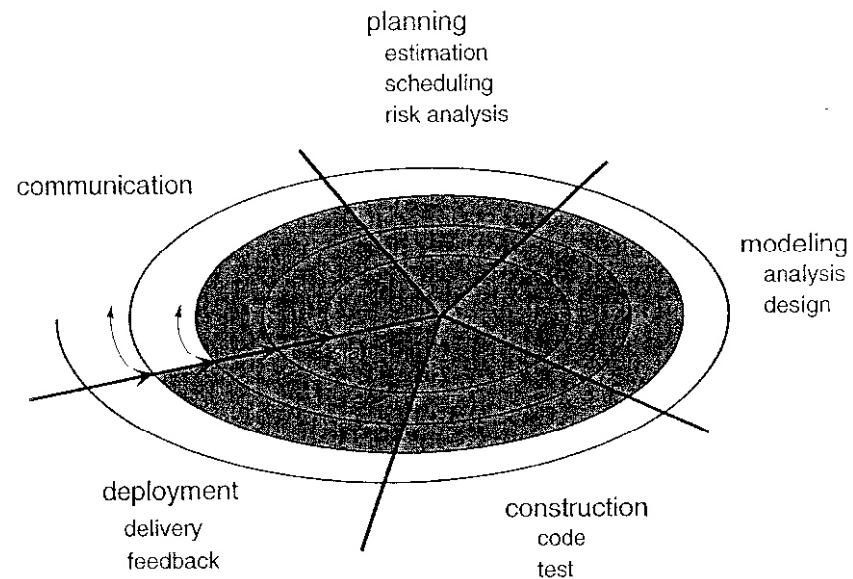 planning
estimation
scheduling
risk analysis
communication
modeling
analysis
design
deployment
delivery
feedback
construction
code
test